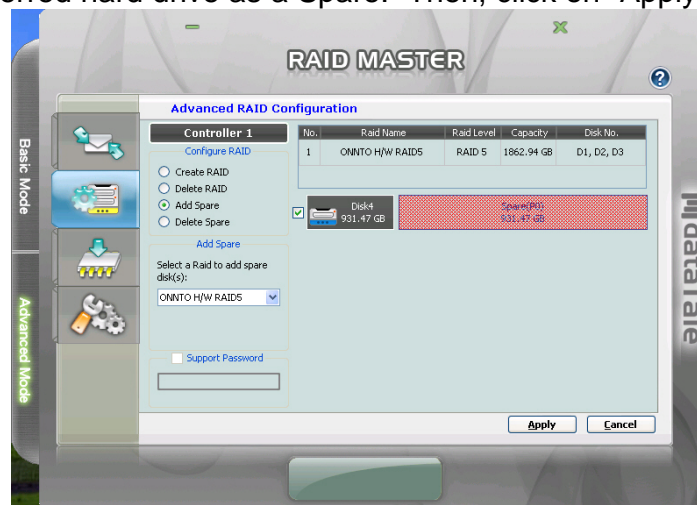 erred hard drive as a Spare. Then, click on "Apply
RAID MASTER
?
Advanced RAID Configuration
Basic Mode
Advanced Mode
Controller 1
Configure RAID
Create RAID
Delete RAID
Add Spare
Delete Spare
Add Spare
Select a Raid to add spare
disk(s):
ONNTO H/W RAID5
Support Password
No. Raid Name Raid Level Capacity Disk No.
1 ONNTO H/W RAID5 RAID 5 1862.94 GB D1, D2, D3
Disk4
931.47 GB
Spare(P0)
931.47 GB
Apply Cancel
dataTale